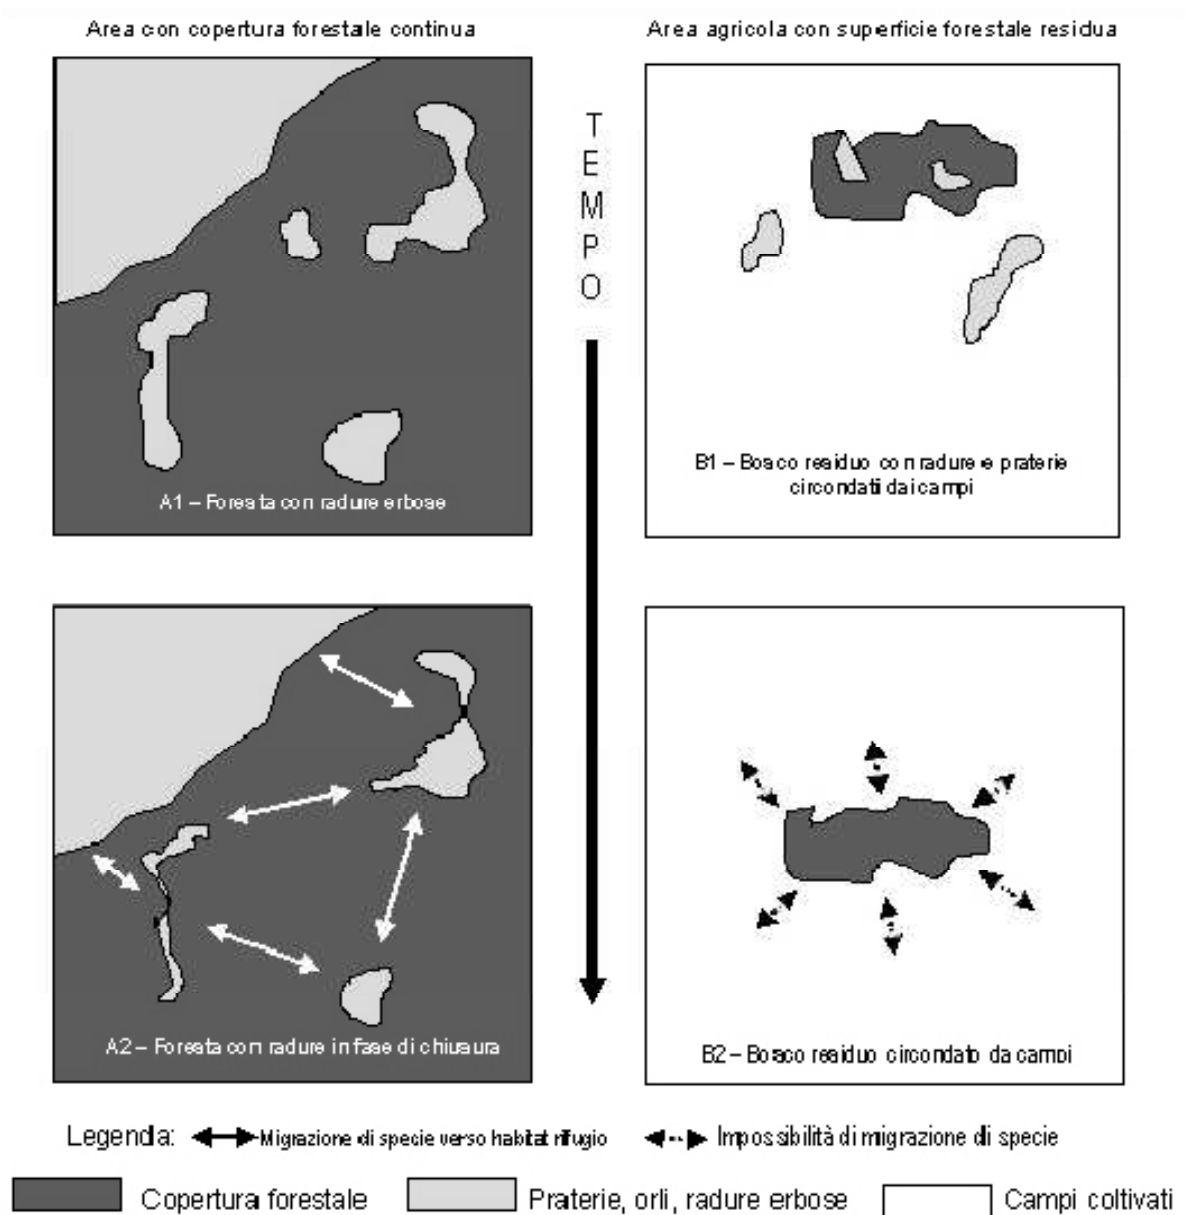 Area con copertura forestale continua
Area agricola con superficie forestale residua
TEMPO
A1 – Foresta con radure erbose
B1 – Bosco residuo con radure e praterie
circondati dai campi
A2 – Foresta con radure in fase di chiusura
B2 – Bosco residuo circondato da campi
Legenda:
Migrazione di specie verso habitat rifugio
Impossibilità di migrazione di specie
Copertura forestale
Praterie, orli, radure erbose
Campi coltivati